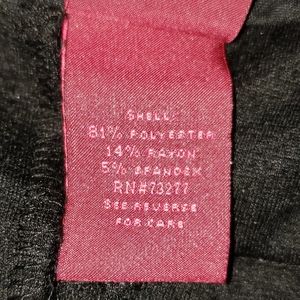 SHELL
81% POLYESTER
14% RAYON
5% SPANDEX
RN#73277
SEE REVERSE
FOR CARE